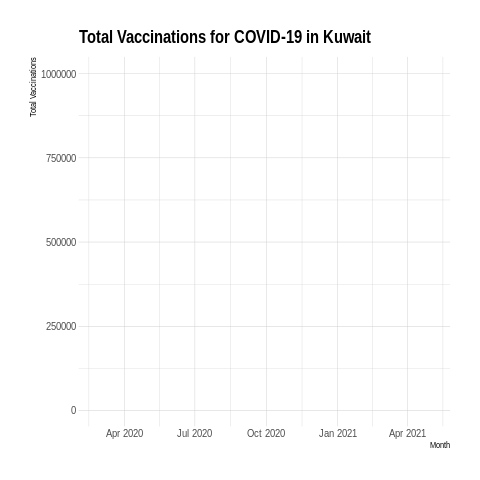 Total Vaccinations for COVID-19 in Kuwait
Total Vaccinations
1000000
750000
500000
250000
0
Apr 2020 Jul 2020 Oct 2020 Jan 2021 Apr 2021
Month